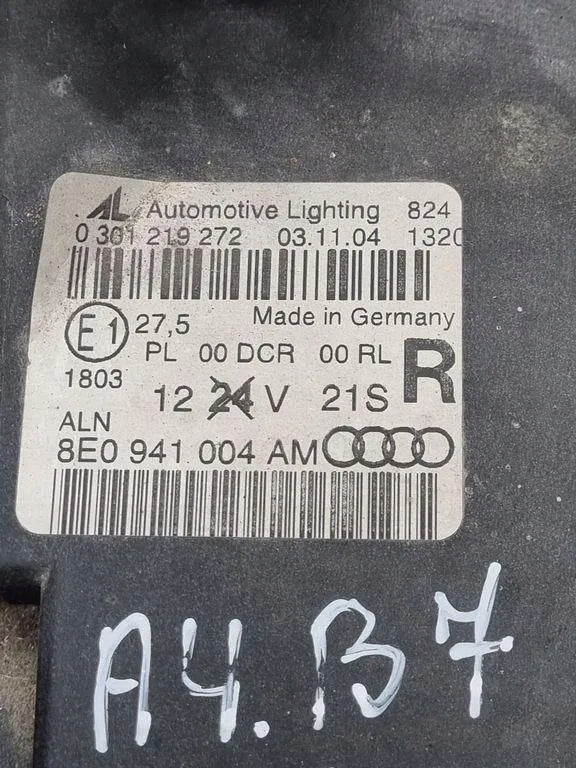 AL Automotive Lighting 824
0 301 219 272 03.11.04 1320
E1 27,5 Made in Germany
PL 00 DCR 00 RL R
1803 12 24 V 21S
ALN
8E0 941 004 AM
A4.B7.